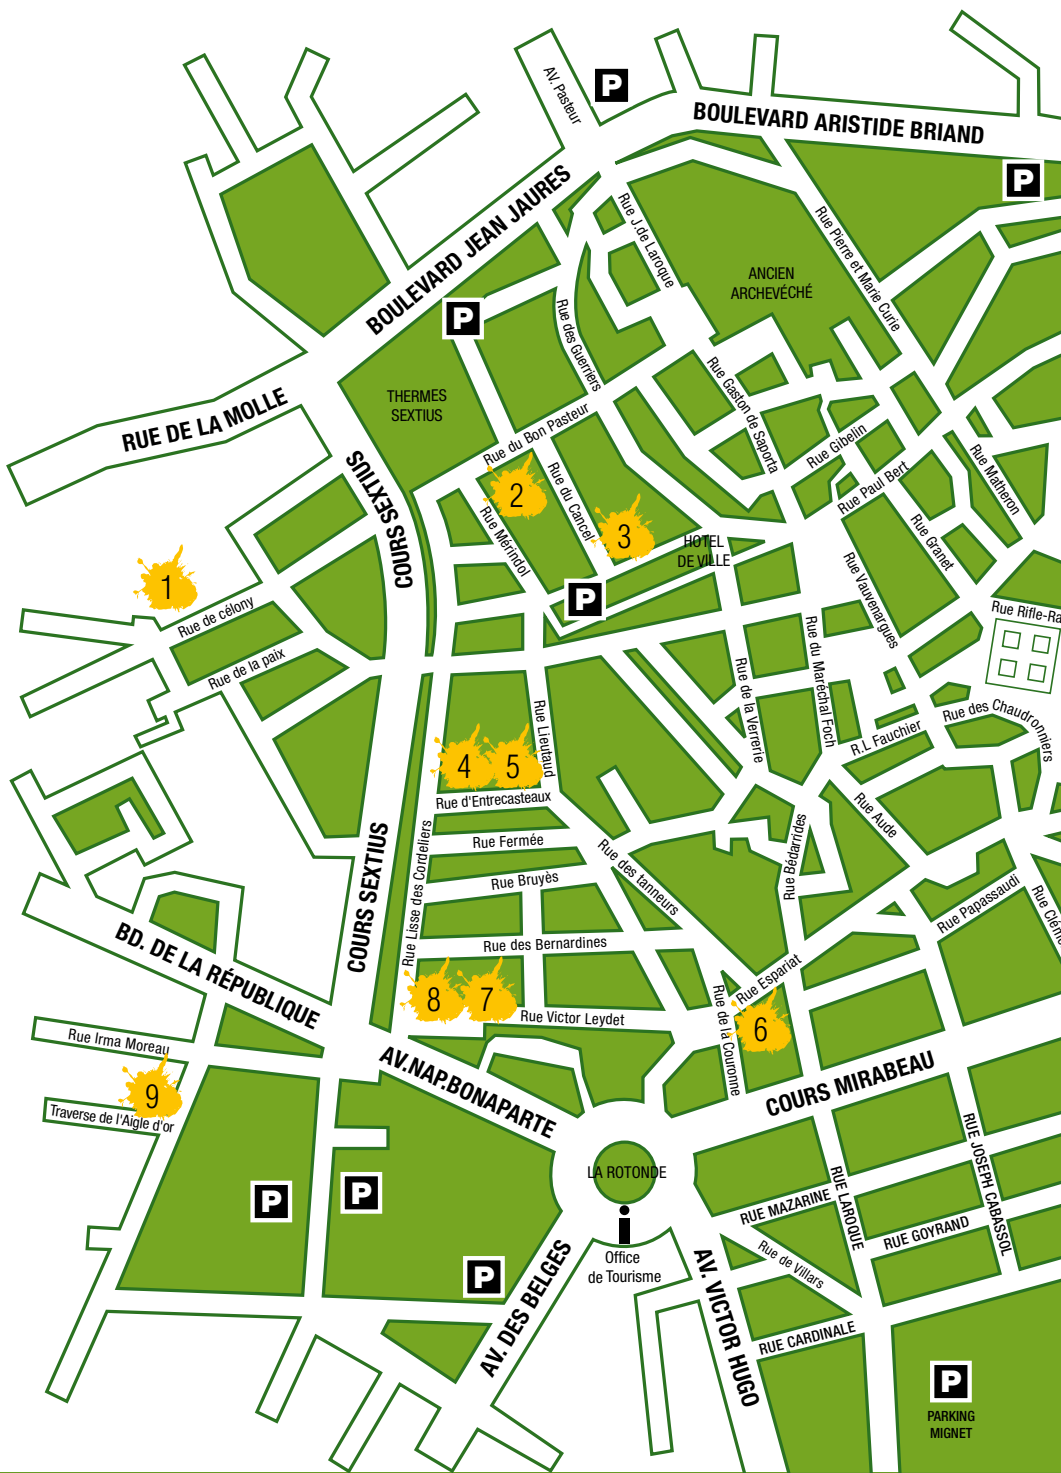 AV. Pasteur
P
BOULEVARD ARISTIDE BRIAND
P
BOULEVARD JEAN JAURES
Rue J.de Laroque
Rue Pierre et Marie Curie
ANCIEN
ARCHEVÉCHÉ
P
Rue des Guerriers
THERMES
SEXTIUS
RUE DE LA MOLLE
Rue Gaston de Saporta
Rue du Bon Pasteur
Rue Gibelin
Rue Matheron
COURS SEXTIUS
2
Rue du Cancel
Rue Paul Bert
Rue Mérindol
3
HOTEL
DE VILLE
Rue Granet
Rue Vauvenargues
1
P
Rue de célony
Rue Rifle-Ra
Rue de la paix
Rue du Maréchal Foch
Rue de la Verrerie
Rue Lieutaud
Rue des Chaudronniers
R.L Fauchier
4
5
Rue d'Entrecasteaux
Rue Aude
COURS SEXTIUS
Rue Lisse des Cordeliers
Rue Fermée
Rue des tanneurs
Rue Bédarrides
Rue Bruyès
Rue Papassaudi
Rue Clém
BD. DE LA RÉPUBLIQUE
Rue des Bernardines
Rue Espariat
8
7
Rue Victor Leydet
Rue de la Couronne
6
Rue Irma Moreau
AV.NAP.BONAPARTE
COURS MIRABEAU
9
Traverse de l'Aigle d'or
LA ROTONDE
P
P
RUE MAZARINE
RUE LAROQUE
RUE JOSEPH CABASSOL
RUE GOYRAND
i
Office
de Tourisme
Rue de Villars
P
AV. DES BELGES
AV. VICTOR HUGO
RUE CARDINALE
P
PARKING
MIGNET